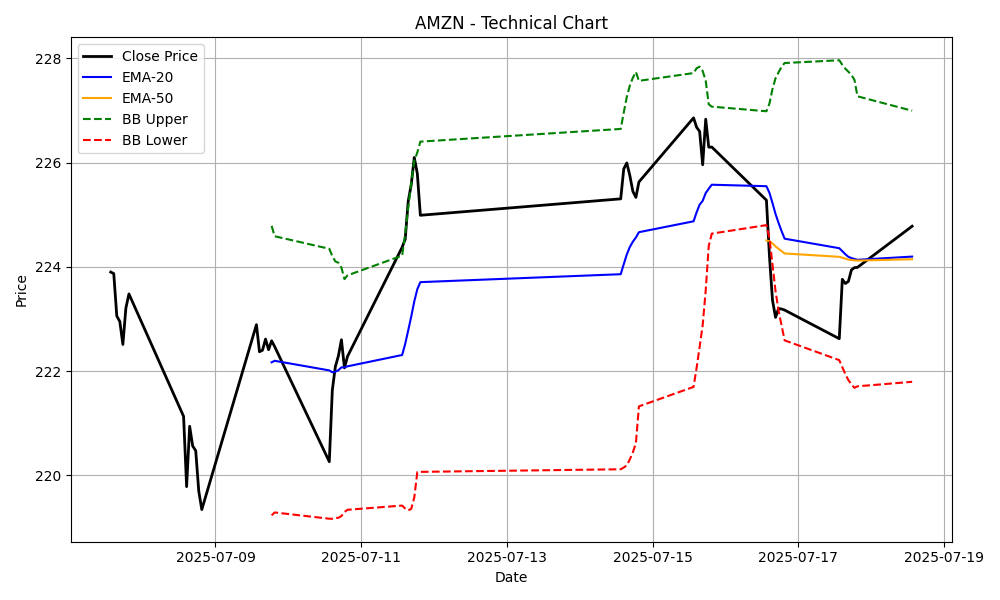 AMZN - Technical Chart
Close Price
EMA-20
EMA-50
BB Upper
BB Lower
Price
228
226
224
222
220
2025-07-09 2025-07-11 2025-07-13 2025-07-15 2025-07-17 2025-07-19
Date